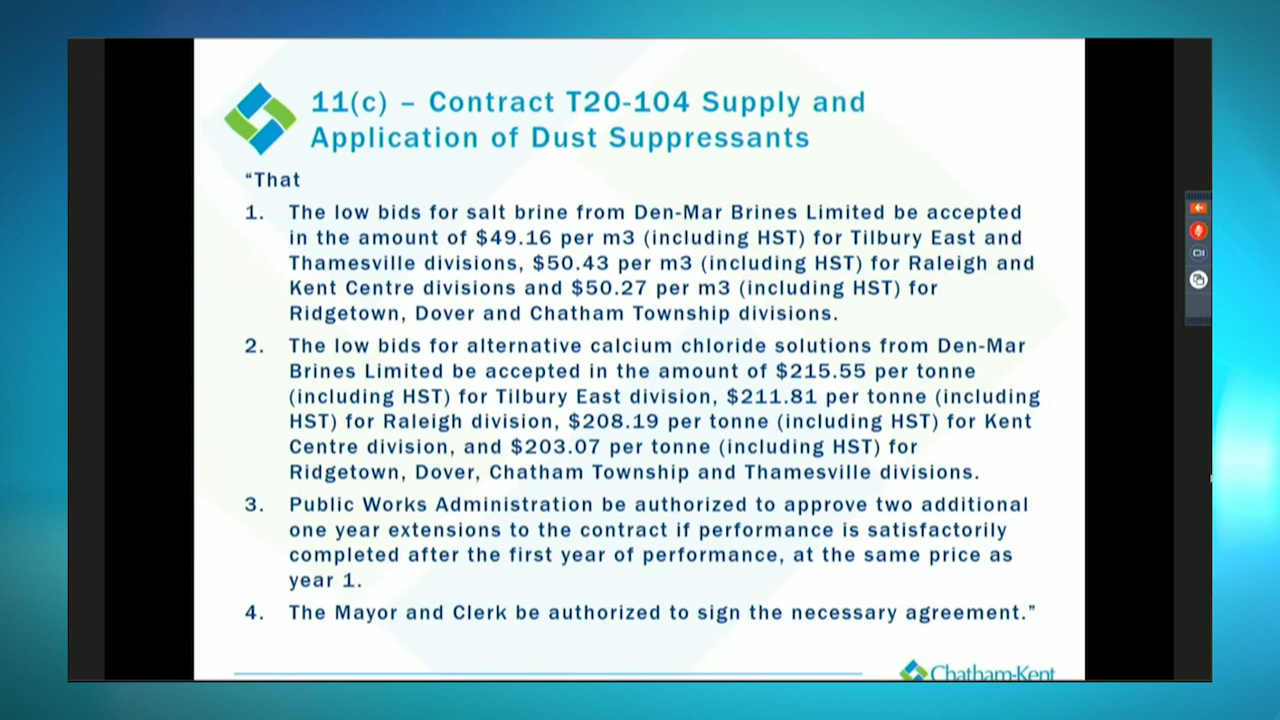 11(c) – Contract T20-104 Supply and
Application of Dust Suppressants
“That
1. The low bids for salt brine from Den-Mar Brines Limited be accepted
in the amount of $49.16 per m3 (including HST) for Tilbury East and
Thamesville divisions, $50.43 per m3 (including HST) for Raleigh and
Kent Centre divisions and $50.27 per m3 (including HST) for
Ridgetown, Dover and Chatham Township divisions.
2. The low bids for alternative calcium chloride solutions from Den-Mar
Brines Limited be accepted in the amount of $215.55 per tonne
(including HST) for Tilbury East division, $211.81 per tonne (including
HST) for Raleigh division, $208.19 per tonne (including HST) for Kent
Centre division, and $203.07 per tonne (including HST) for
Ridgetown, Dover, Chatham Township and Thamesville divisions.
3. Public Works Administration be authorized to approve two additional
one year extensions to the contract if performance is satisfactorily
completed after the first year of performance, at the same price as
year 1.
4. The Mayor and Clerk be authorized to sign the necessary agreement.”
Chatham-Kent